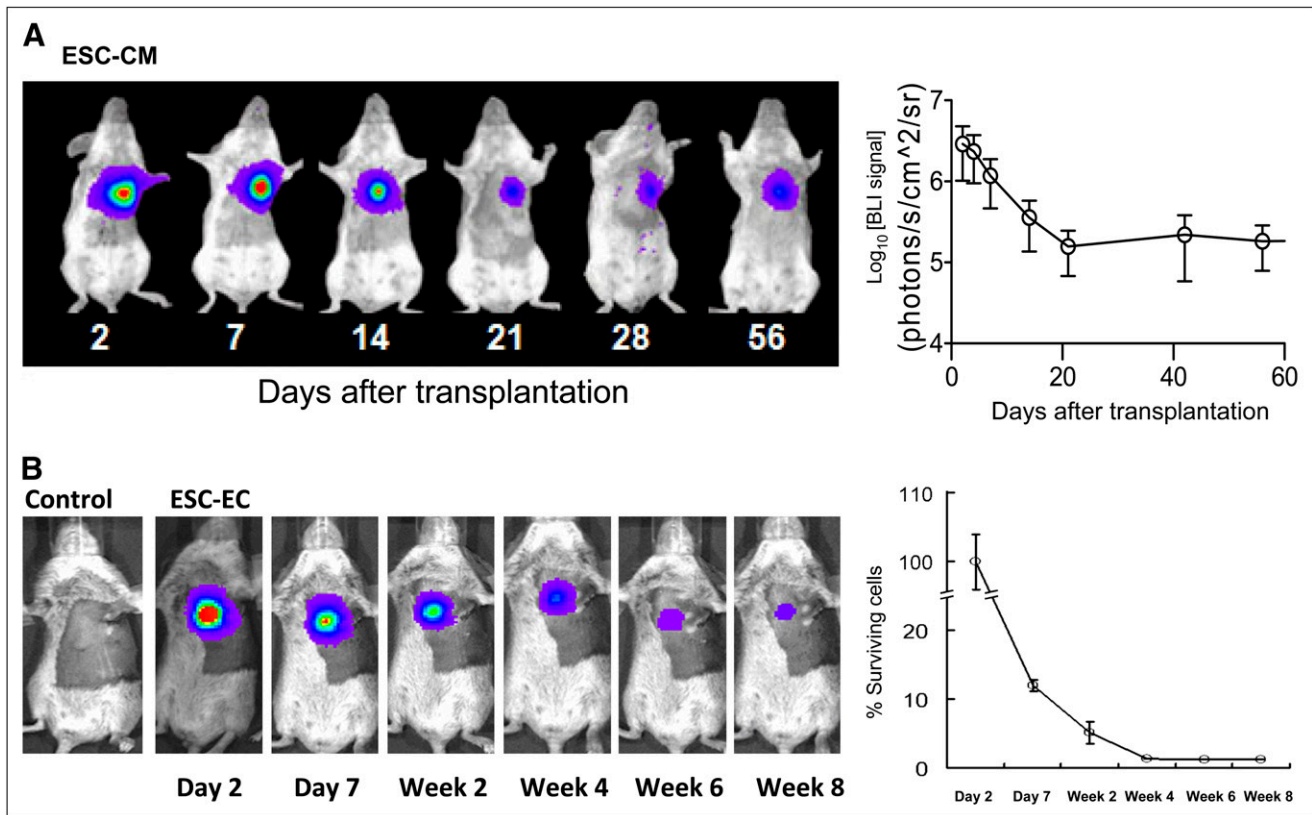 A
ESC-CM
2 7 14 21 28 56
Days after transplantation
Log10 [BLI signal]
(photons/s/cm^2/sr)
7
6
5
4
0 20 40 60
Days after transplantation
B
Control ESC-EC
Day 2 Day 7 Week 2 Week 4 Week 6 Week 8
% Surviving cells
110
100
20
10
0
Day 2 Day 7 Week 2 Week 4 Week 6 Week 8